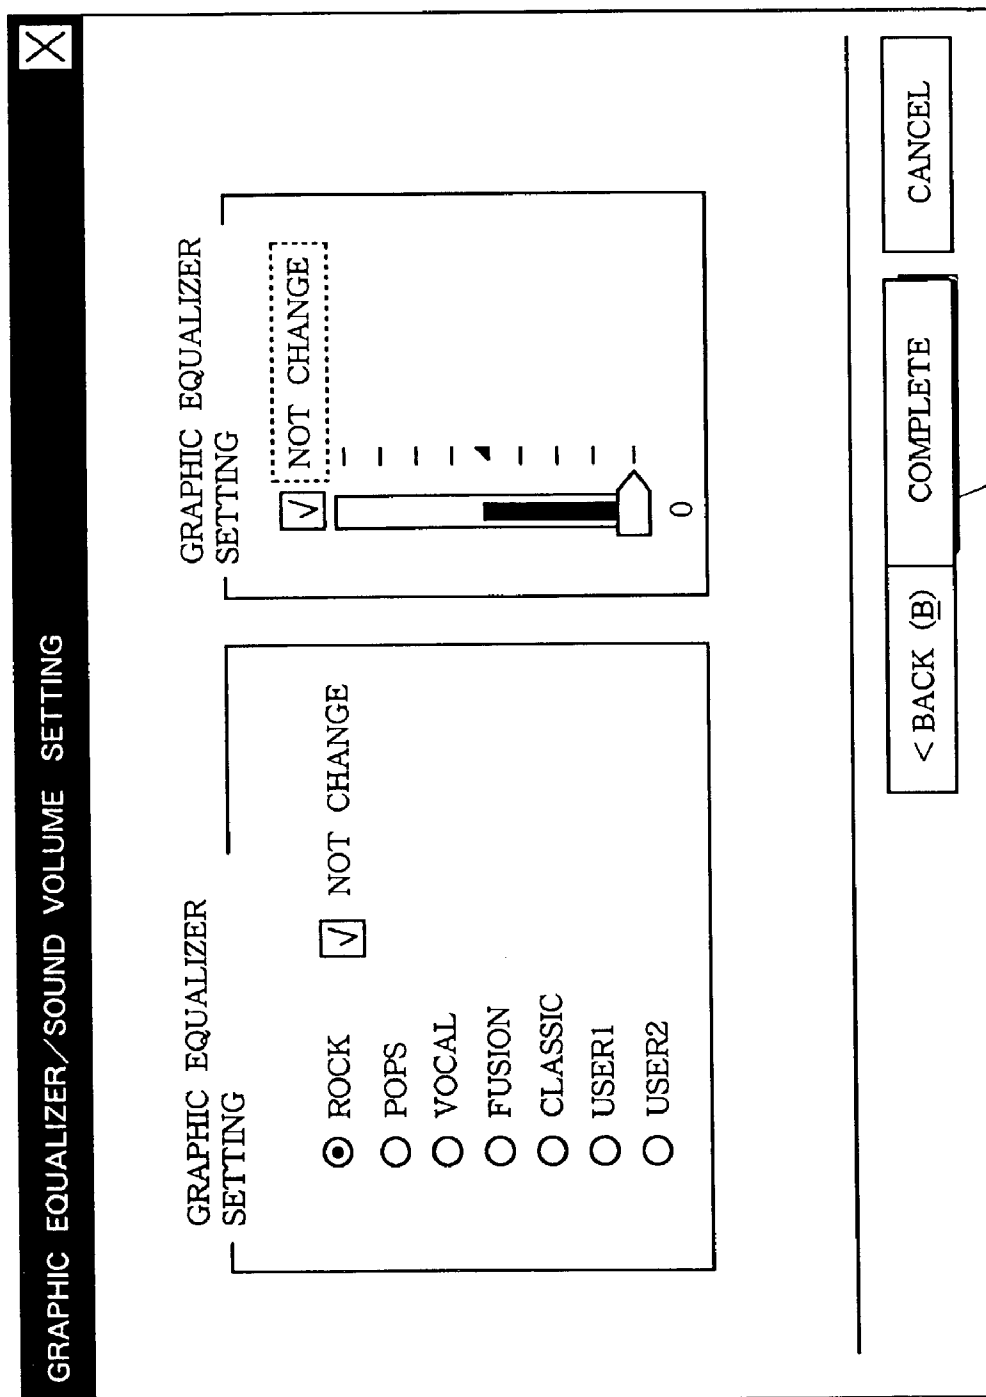 GRAPHIC EQUALIZER/SOUND VOLUME SETTING
GRAPHIC EQUALIZER
SETTING
ROCK
NOT CHANGE
POPS
VOCAL
FUSION
CLASSIC
USER1
USER2
GRAPHIC EQUALIZER
SETTING
NOT CHANGE
0
< BACK (B)
COMPLETE
CANCEL